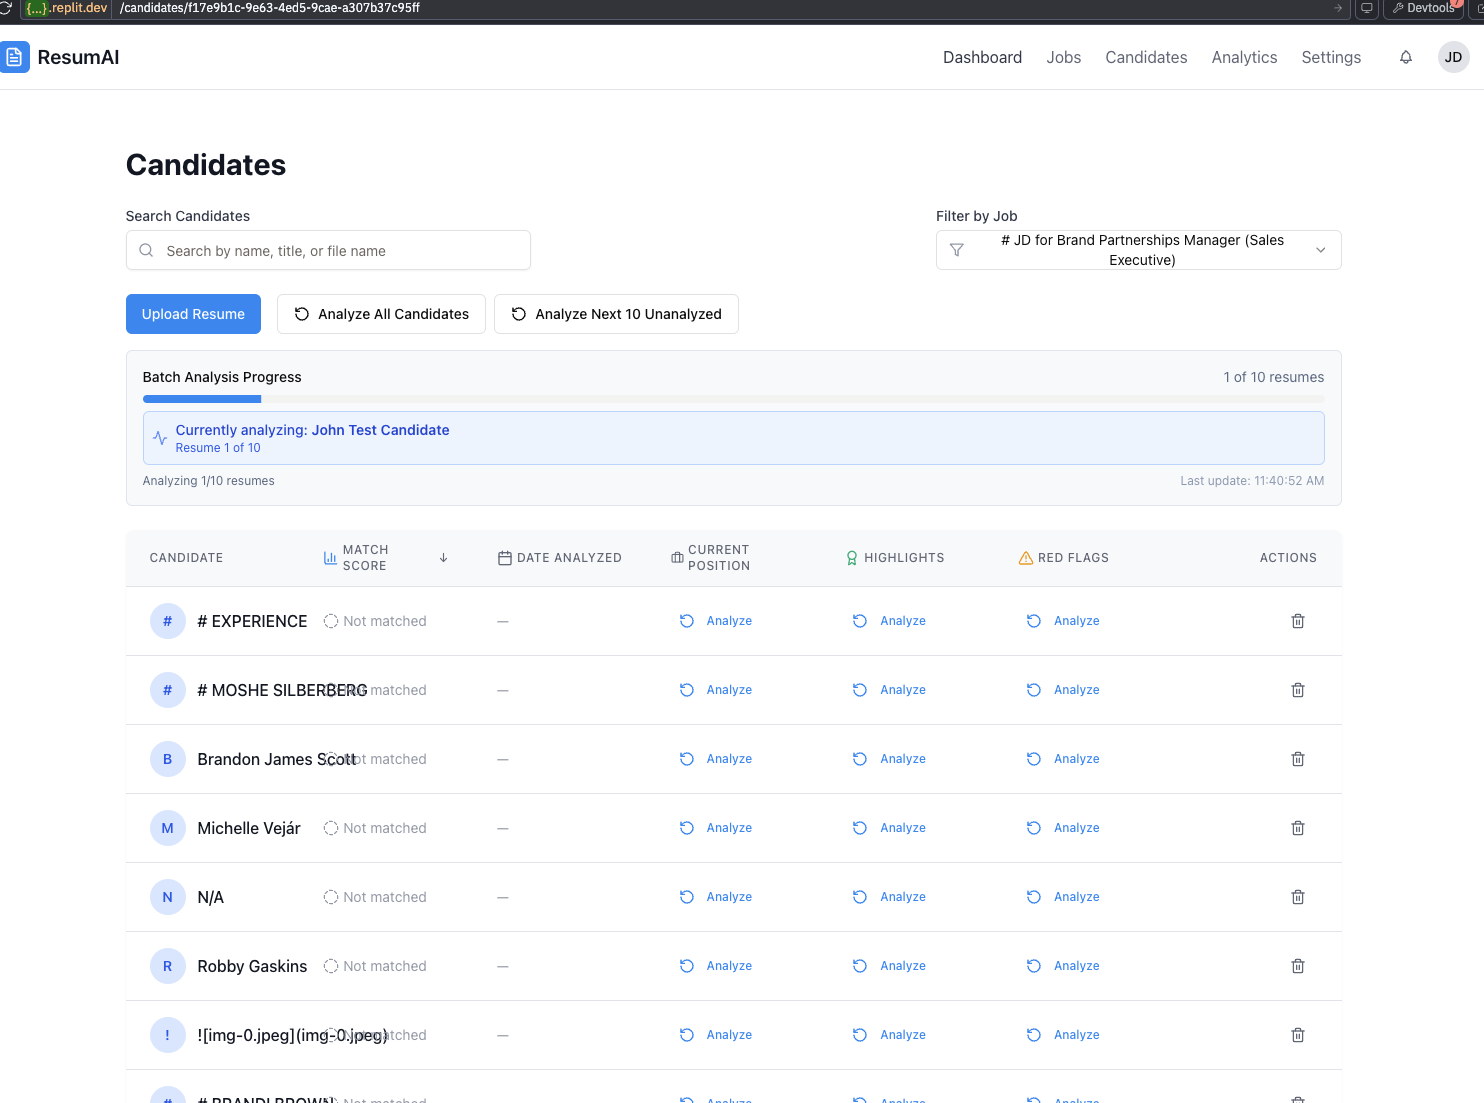 {...}.replit.dev /candidates/f17e9b1c-9e63-4ed5-9cae-a307b37c95ff Devtools
ResumAI Dashboard Jobs Candidates Analytics Settings JD
Candidates
Search Candidates Filter by Job
Search by name, title, or file name
# JD for Brand Partnerships Manager (Sales
Executive)
Upload Resume Analyze All Candidates Analyze Next 10 Unanalyzed
Batch Analysis Progress 1 of 10 resumes
Currently analyzing: John Test Candidate
Resume 1 of 10
Analyzing 1/10 resumes Last update: 11:40:52 AM
CANDIDATE MATCH SCORE DATE ANALYZED CURRENT POSITION HIGHLIGHTS RED FLAGS ACTIONS
# # EXPERIENCE Not matched — Analyze Analyze Analyze
# # MOSHE SILBERBERG Not matched — Analyze Analyze Analyze
B Brandon James Scott Not matched — Analyze Analyze Analyze
M Michelle Vejár Not matched — Analyze Analyze Analyze
N N/A Not matched — Analyze Analyze Analyze
R Robby Gaskins Not matched — Analyze Analyze Analyze
! ![img-0.jpeg](img-0.jpeg) Not matched — Analyze Analyze Analyze
# # BRANDI BROWN Not matched Analyze Analyze Analyze